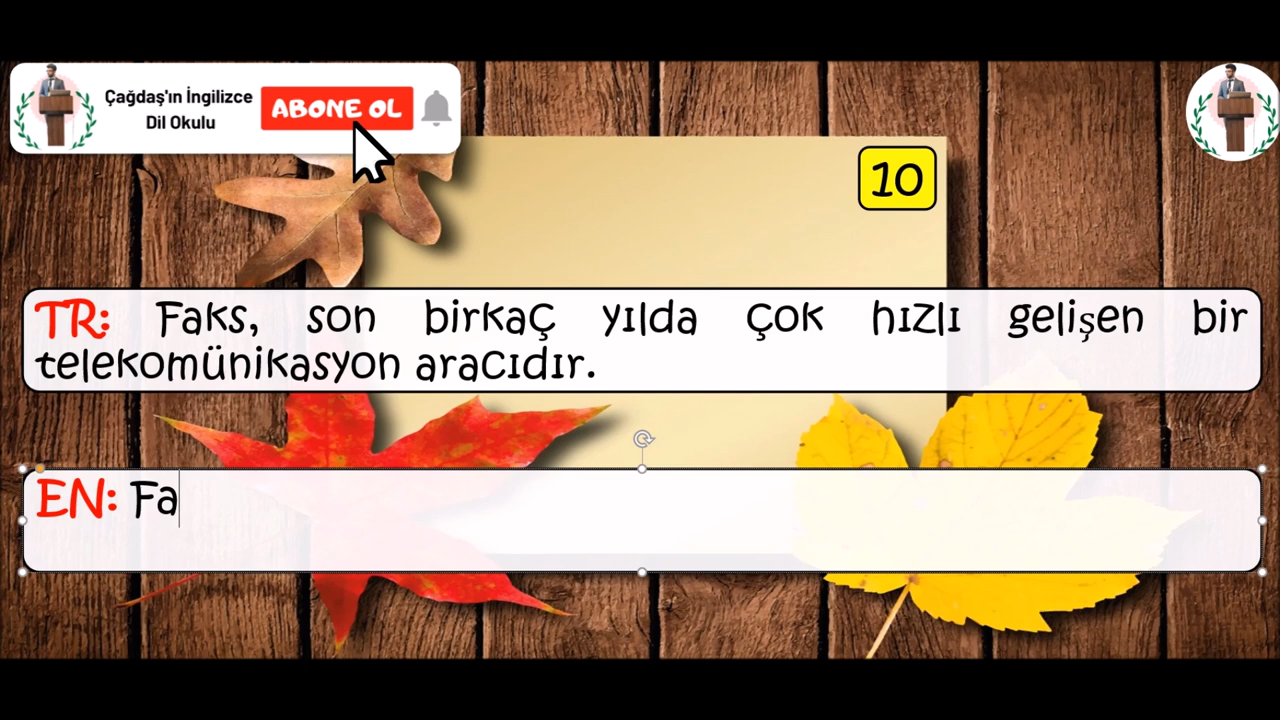 Çağdaş'ın İngilizce
Dil Okulu
ABONE OL
10
TR: Faks, son birkaç yılda çok hızlı gelişen bir
telekomünikasyon aracıdır.
EN: Fa